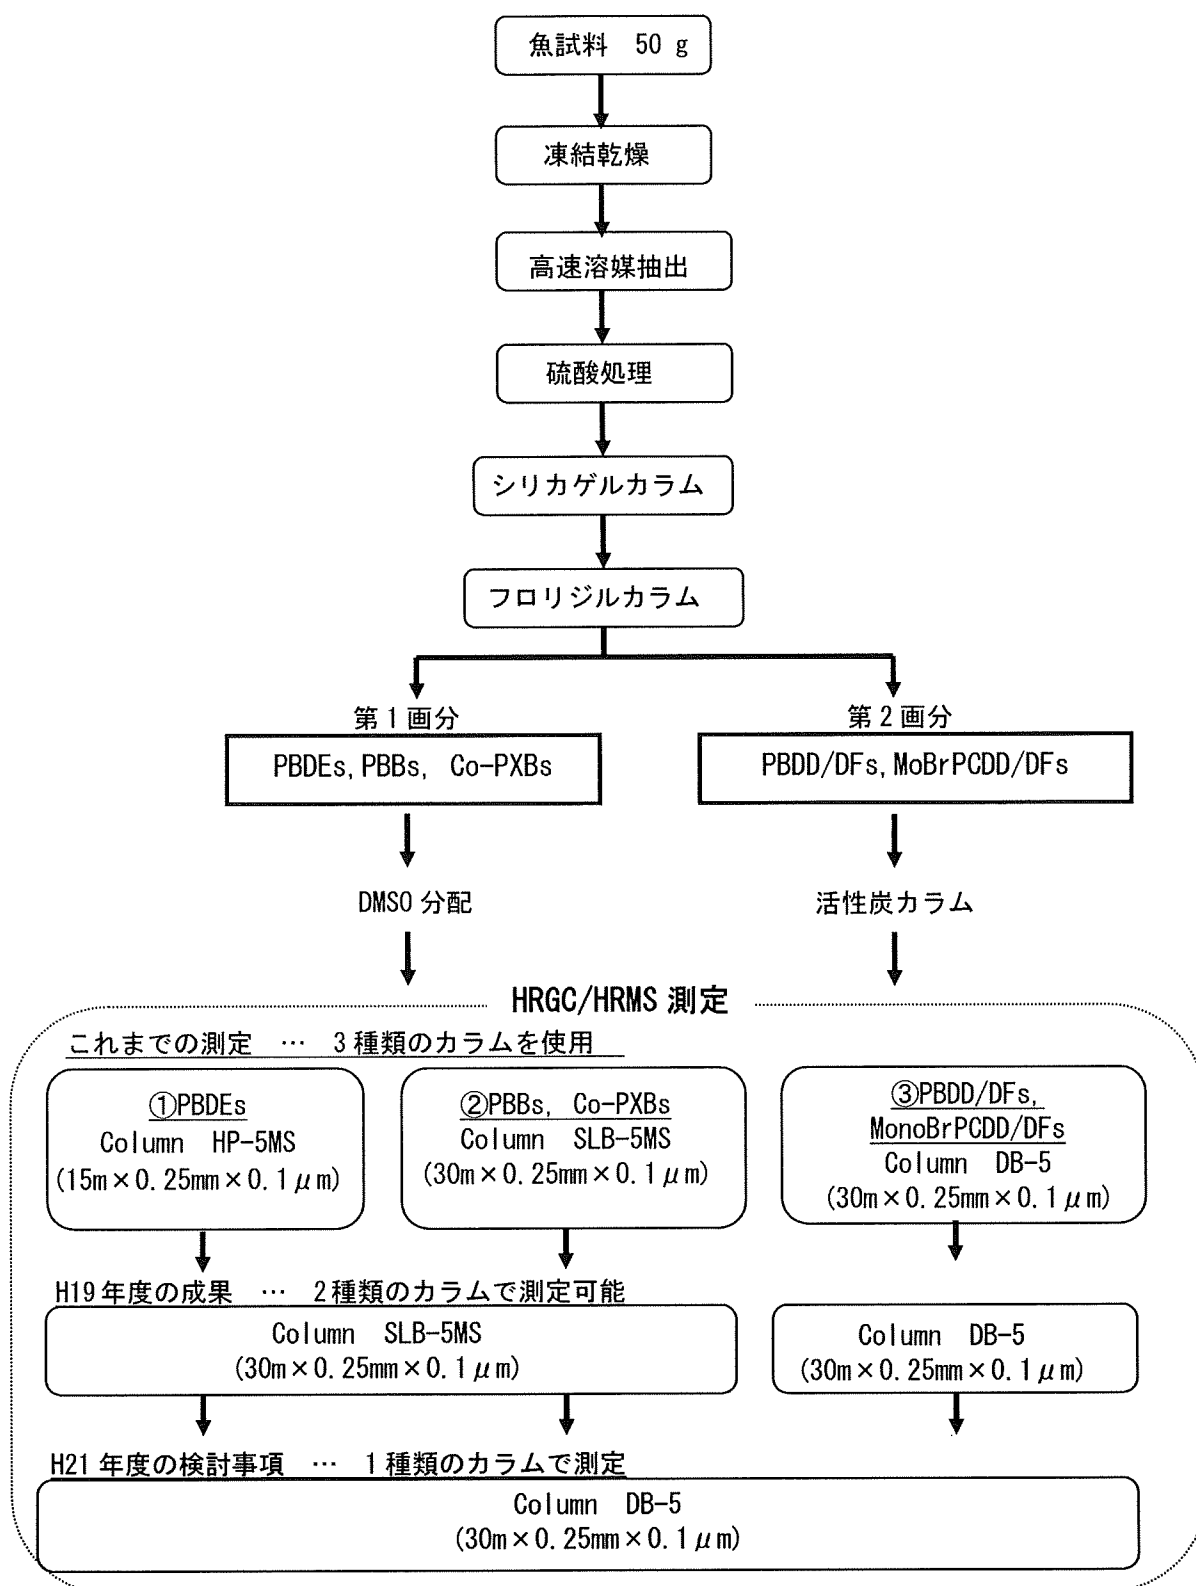 魚試料　50 g
凍結乾燥
高速溶媒抽出
硫酸処理
シリカゲルカラム
フロリジルカラム
第1画分
PBDEs, PBBs,　Co-PXBs
第2画分
PBDD/DFs, MoBrPCDD/DFs
DMSO 分配
活性炭カラム
HRGC/HRMS 測定
これまでの測定　…　3種類のカラムを使用
①PBDEs
Column　HP-5MS
(15m×0.25mm×0.1μm)
②PBBs,　Co-PXBs
Column　SLB-5MS
(30m×0.25mm×0.1μm)
③PBDD/DFs,
MonoBrPCDD/DFs
Column　DB-5
(30m×0.25mm×0.1μm)
H19年度の成果　…　2種類のカラムで測定可能
Column　SLB-5MS
(30m×0.25mm×0.1μm)
Column　DB-5
(30m×0.25mm×0.1μm)
H21年度の検討事項　…　1種類のカラムで測定
Column　DB-5
(30m×0.25mm×0.1μm)